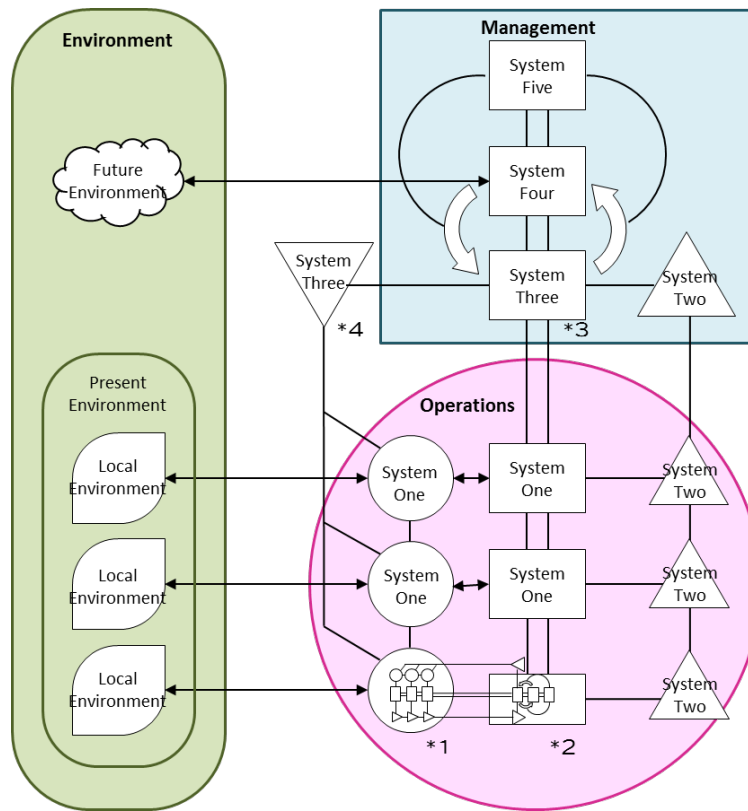 Environment
Management
System
Five
Future
Environment
System
Four
System
Three
*4
System
Three
*3
System
Two
Present
Environment
Operations
Local
Environment
System
One
System
One
System
Two
Local
Environment
System
One
System
One
System
Two
Local
Environment
*1
*2
System
Two